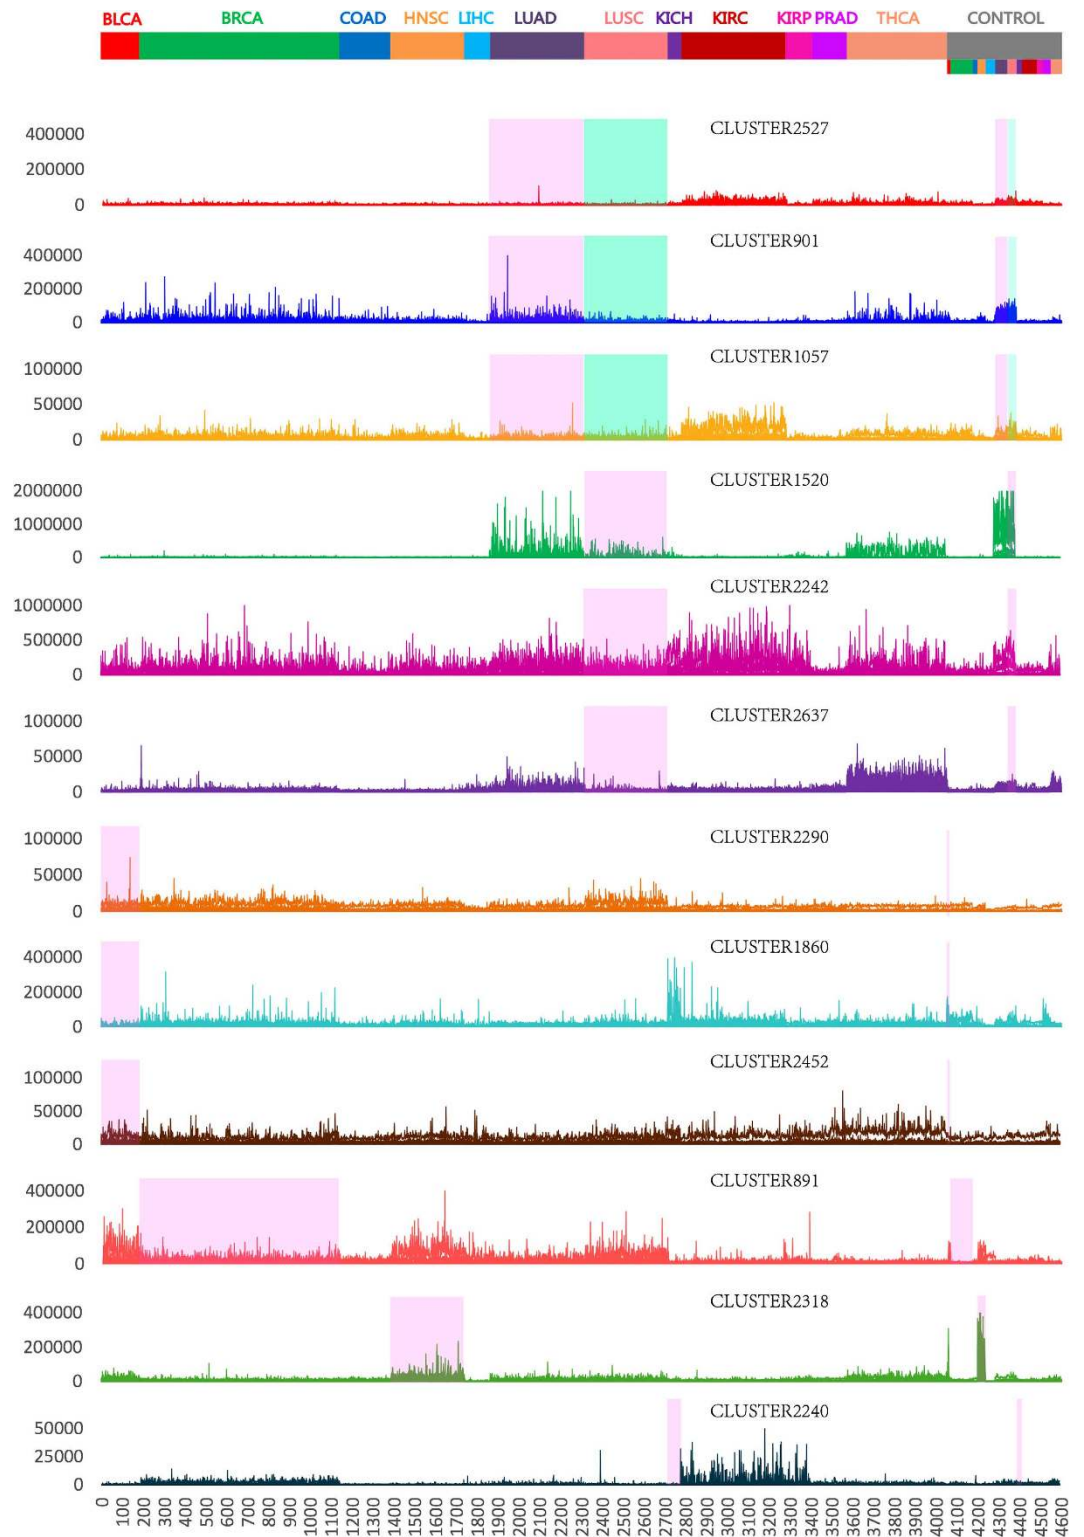 BLCA BRCA COAD HNSC LIHC LUAD LUSC KICH KIRC KIRP PRAD THCA CONTROL
CLUSTER2527
400000
200000
0
CLUSTER901
400000
200000
0
CLUSTER1057
100000
50000
0
CLUSTER1520
2000000
1000000
0
CLUSTER2242
1000000
500000
0
CLUSTER2637
100000
50000
0
CLUSTER2290
100000
50000
0
CLUSTER1860
400000
200000
0
CLUSTER2452
100000
50000
0
CLUSTER891
400000
200000
0
CLUSTER2318
400000
200000
0
CLUSTER2240
50000
25000
0
0 100 200 300 400 500 600 700 800 900 1000 1100 1200 1300 1400 1500 1600 1700 1800 1900 2000 2100 2200 2300 2400 2500 2600 2700 2800 2900 3000 3100 3200 3300 3400 3500 3600 3700 3800 3900 4000 4100 4200 4300 4400 4500 4600